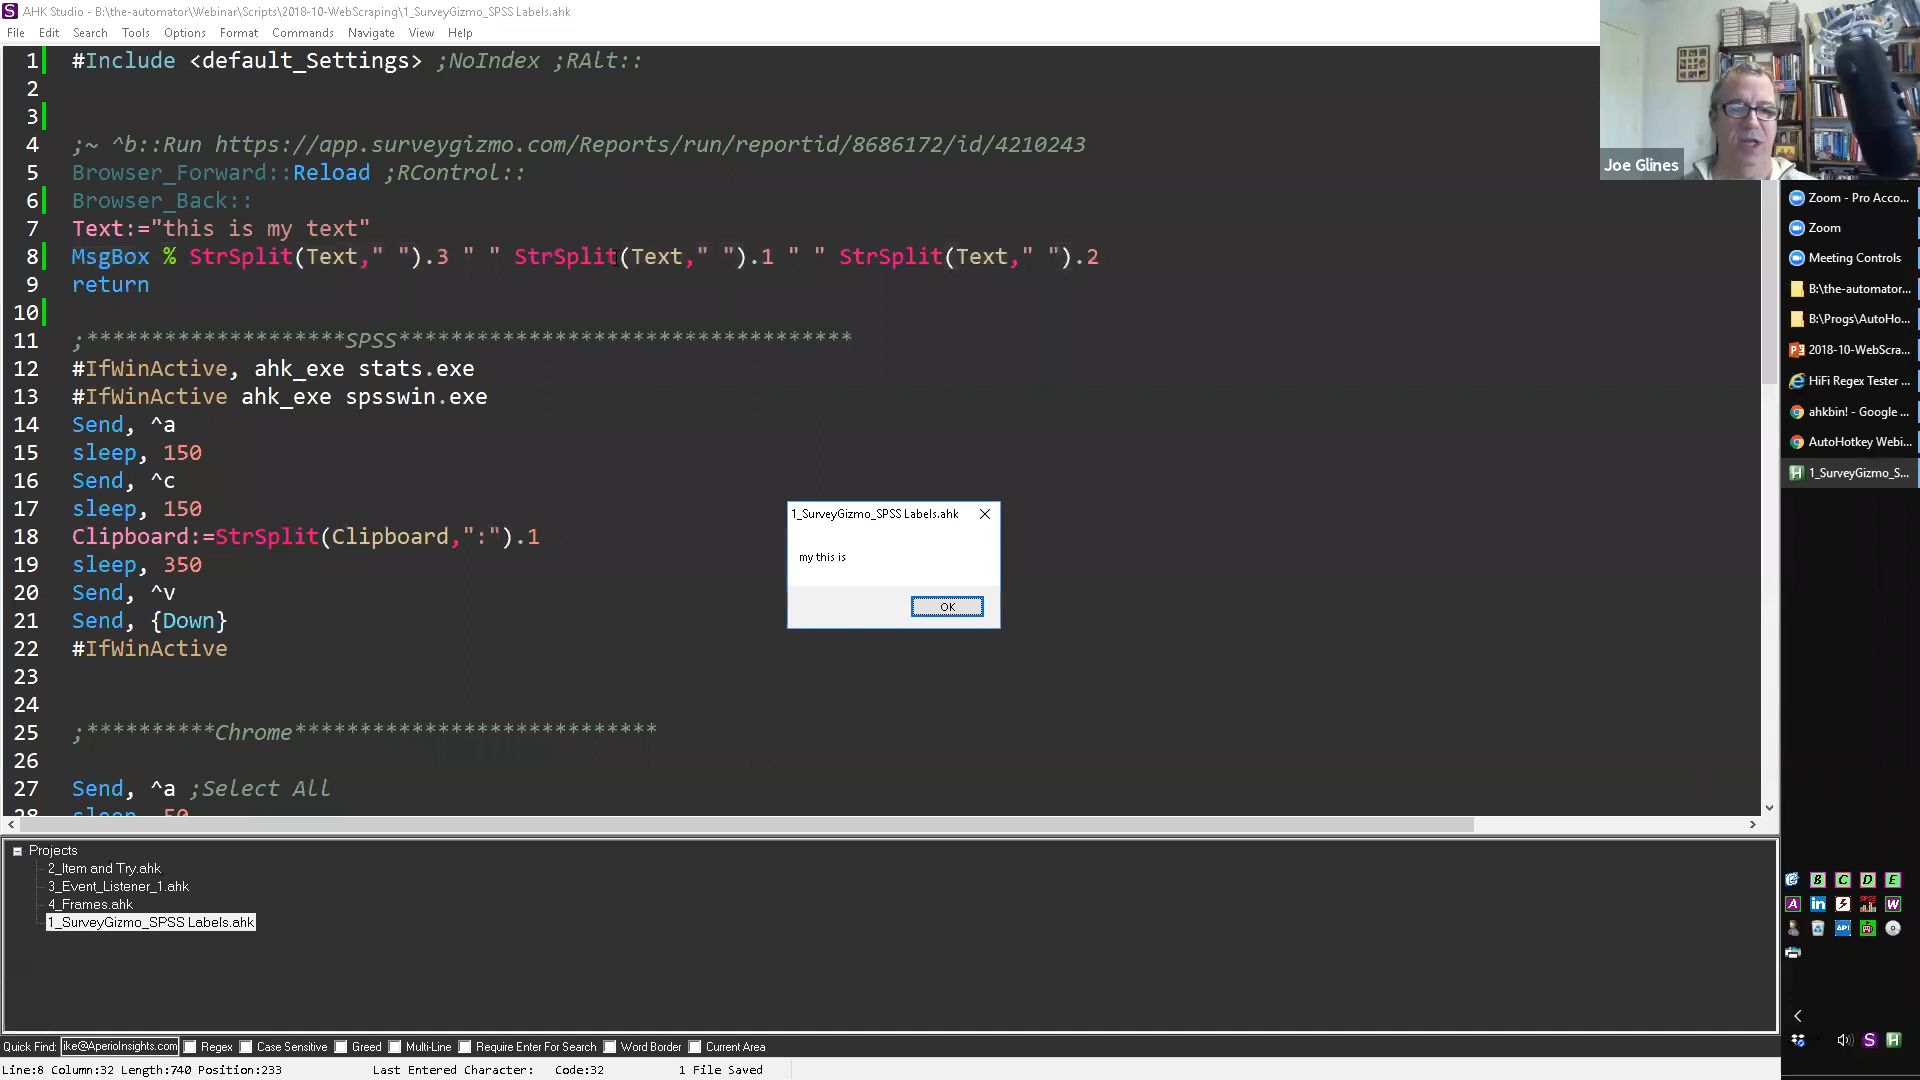 AHK Studio - B:\the-automator\Webinar\Scripts\2018-10-WebScraping\1_SurveyGizmo_SPSS Labels.ahk
File Edit Search Tools Options Format Commands Navigate View Help
1 #Include <default_Settings> ;NoIndex ;RAlt::
2
3
4 ;~ ^b::Run https://app.surveygizmo.com/Reports/run/reportid/8686172/id/4210243
5 Browser_Forward::Reload ;RControl::
6 Browser_Back::
7 Text:="this is my text"
8 MsgBox % StrSplit(Text," ").3 " " StrSplit(Text," ").1 " " StrSplit(Text," ").2
9 return
10
11 ;********************SPSS***********************************
12 #IfWinActive, ahk_exe stats.exe
13 #IfWinActive ahk_exe spsswin.exe
14 Send, ^a
15 sleep, 150
16 Send, ^c
17 sleep, 150
18 Clipboard:=StrSplit(Clipboard,":").1
19 sleep, 350
20 Send, ^v
21 Send, {Down}
22 #IfWinActive
23
24
25 ;**********Chrome****************************
26
27 Send, ^a ;Select All
28 sleep, 50
1_SurveyGizmo_SPSS Labels.ahk
my this is
OK
Joe Glines
Zoom - Pro Acco...
Zoom
Meeting Controls
B:\the-automator...
B:\Progs\AutoHo...
2018-10-WebScra...
HiFi Regex Tester ...
ahkbin! - Google ...
AutoHotkey Webi...
1_SurveyGizmo_S...
Projects
2_Item and Try.ahk
3_Event_Listener_1.ahk
4_Frames.ahk
1_SurveyGizmo_SPSS Labels.ahk
B C D E
A in SPSS W
API
S H
Quick Find: ike@AperioInsights.com Regex Case Sensitive Greed Multi-Line Require Enter For Search Word Border Current Area
Line:8 Column:32 Length:740 Position:233 Last Entered Character: Code:32 1 File Saved